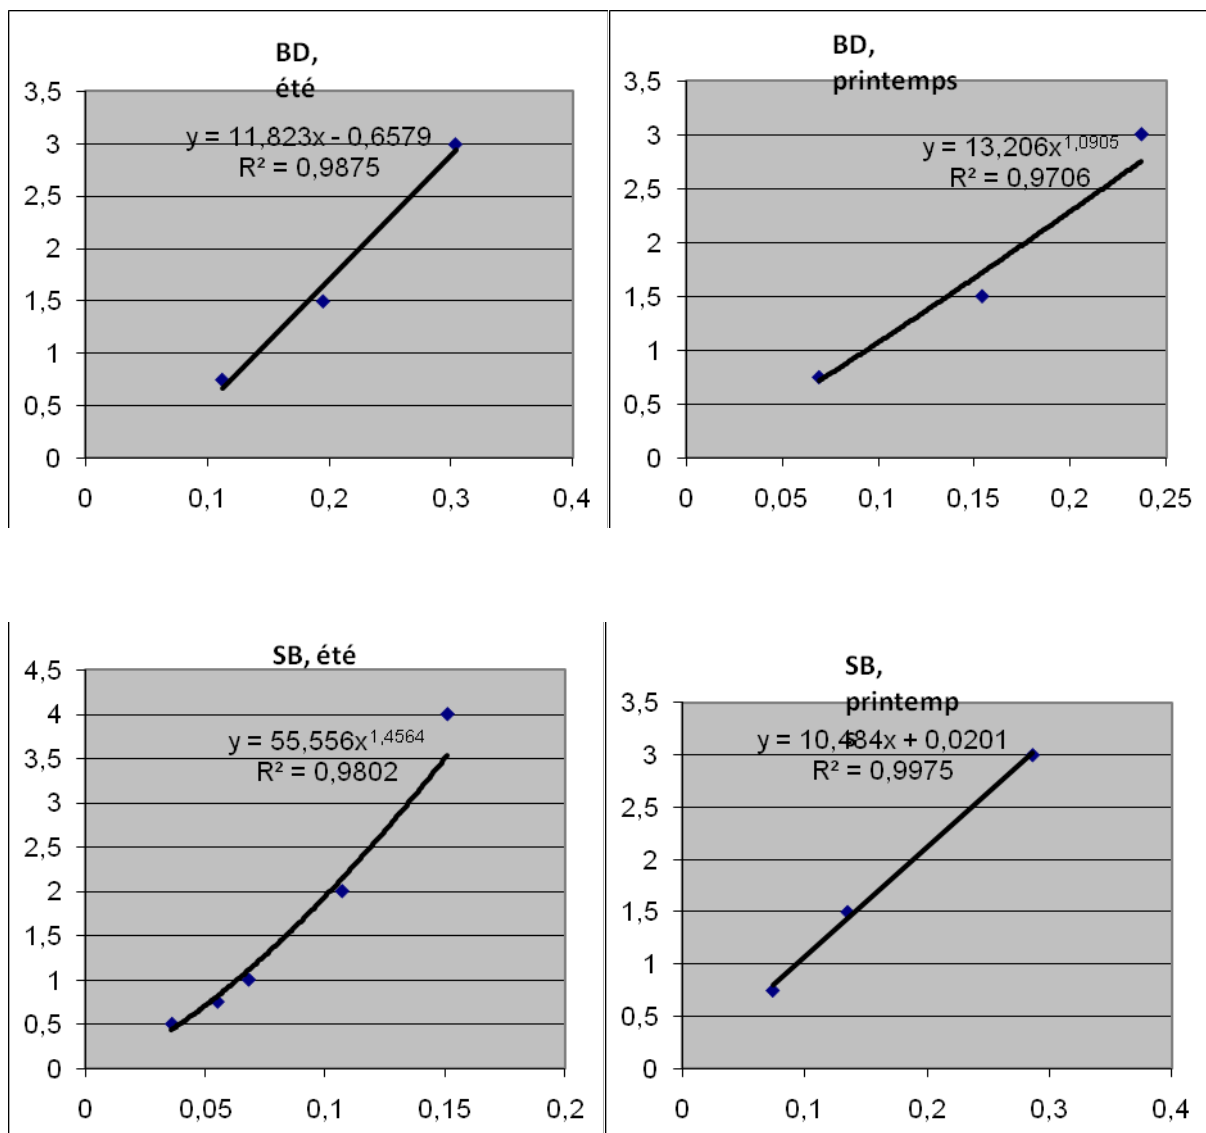 BD,
été
y = 11,823x - 0,6579
R² = 0,9875
3,5
3
2,5
2
1,5
1
0,5
0
0 0,1 0,2 0,3 0,4
BD,
printemps
y = 13,206x^1,0905
R² = 0,9706
3,5
3
2,5
2
1,5
1
0,5
0
0 0,05 0,1 0,15 0,2 0,25
SB, été
y = 55,556x^1,4564
R² = 0,9802
4,5
4
3,5
3
2,5
2
1,5
1
0,5
0
0 0,05 0,1 0,15 0,2
SB,
printemp
s
y = 10,484x + 0,0201
R² = 0,9975
3,5
3
2,5
2
1,5
1
0,5
0
0 0,1 0,2 0,3 0,4